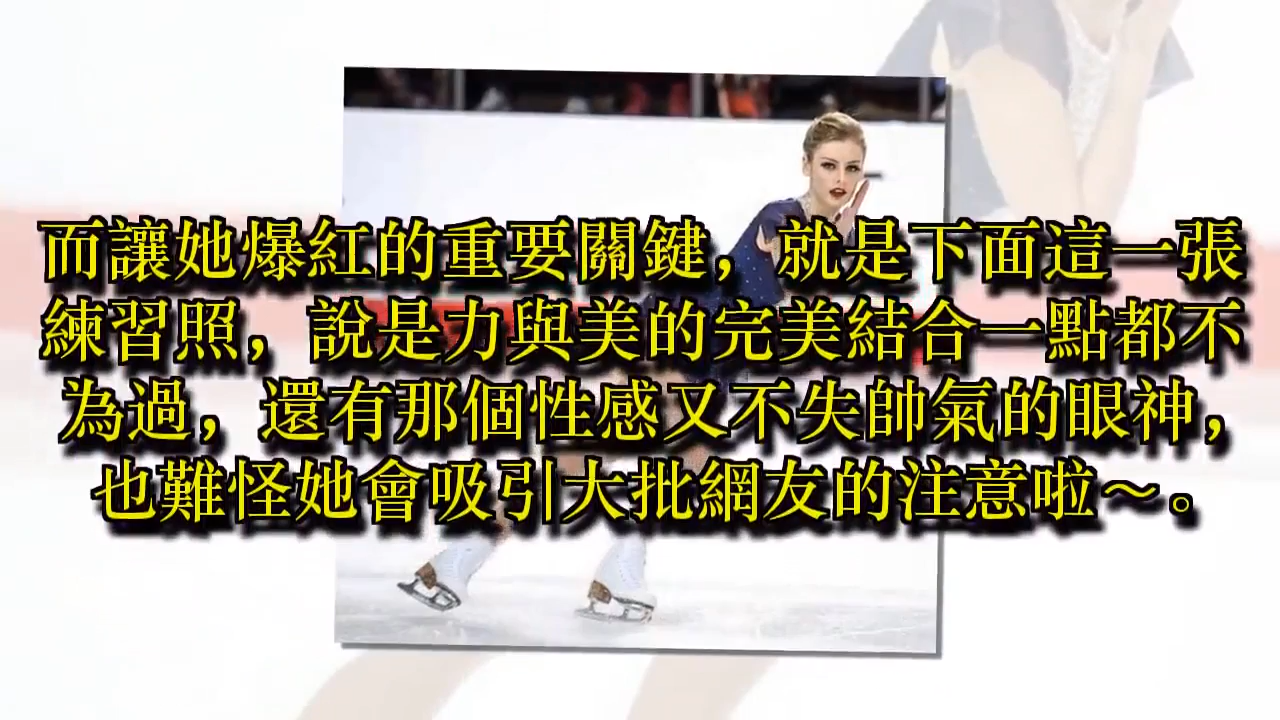 而讓她爆紅的重要關鍵，就是下面這一張
練習照，說是力與美的完美結合一點都不
為過，還有那個性感又不失帥氣的眼神，
也難怪她會吸引大批網友的注意啦～。